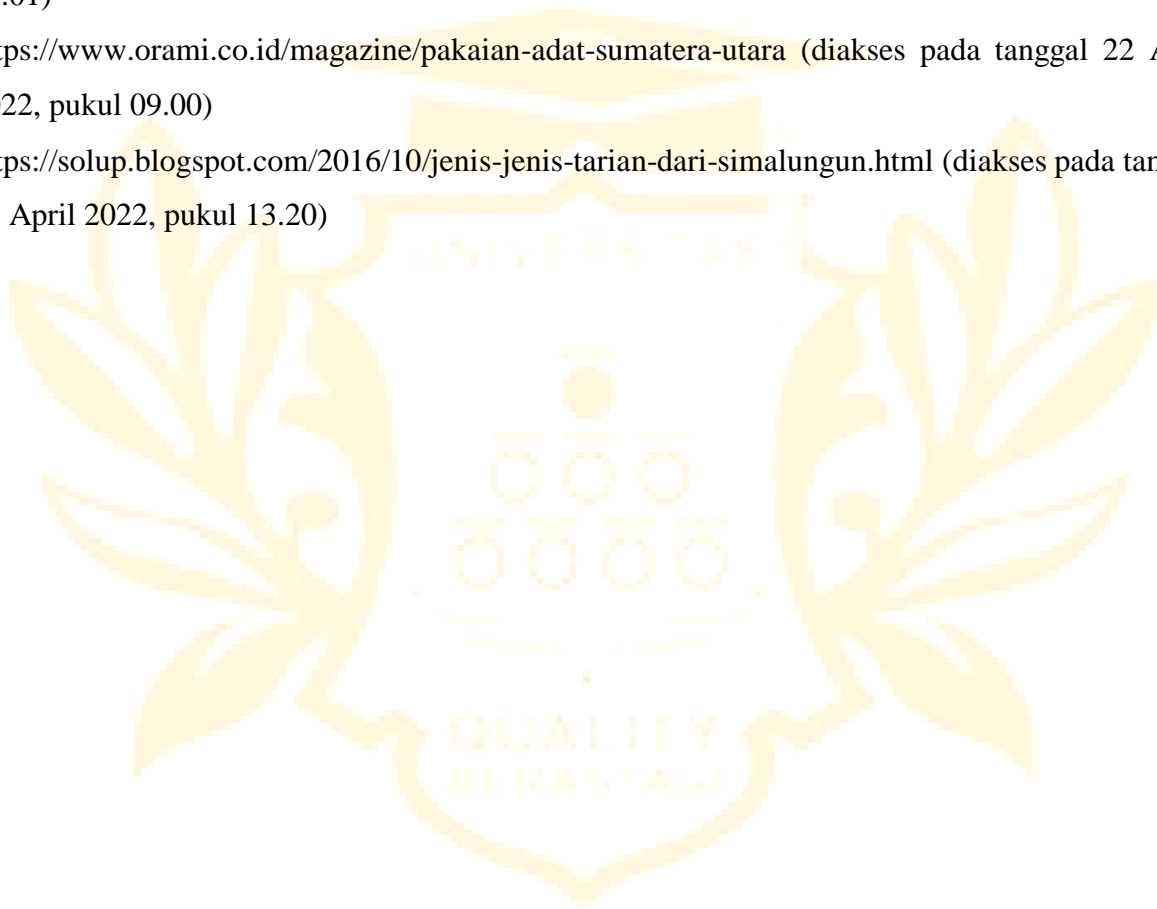 .01)
tps://www.orami.co.id/magazine/pakaian-adat-sumatera-utara (diakses pada tanggal 22 A
22, pukul 09.00)
tps://solup.blogspot.com/2016/10/jenis-jenis-tarian-dari-simalungun.html (diakses pada tan
April 2022, pukul 13.20)
UNIVERSITAS
QUALITY
BERASTAGI